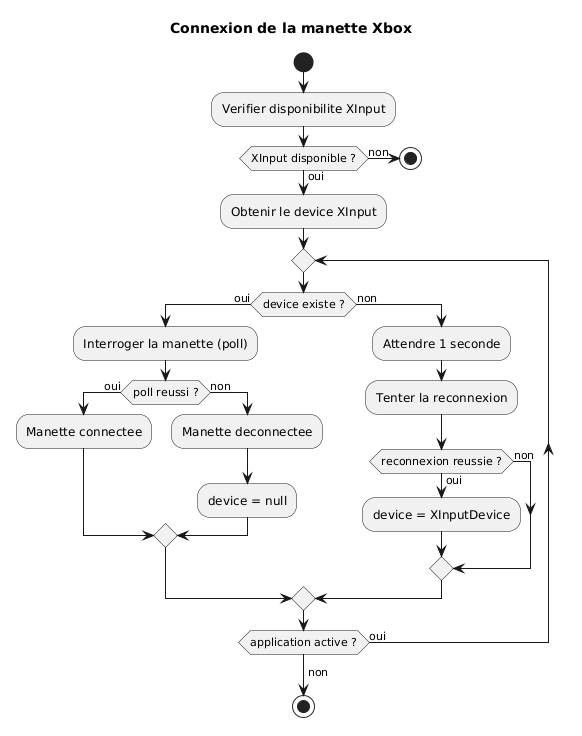 Connexion de la manette Xbox
Verifier disponibilite XInput
XInput disponible ?
non
oui
Obtenir le device XInput
oui
device existe ?
non
Interroger la manette (poll)
Attendre 1 seconde
oui
poll reussi ?
non
Tenter la reconnexion
Manette connectee
Manette deconnectee
reconnexion reussie ?
non
oui
device = null
device = XInputDevice
application active ?
oui
non